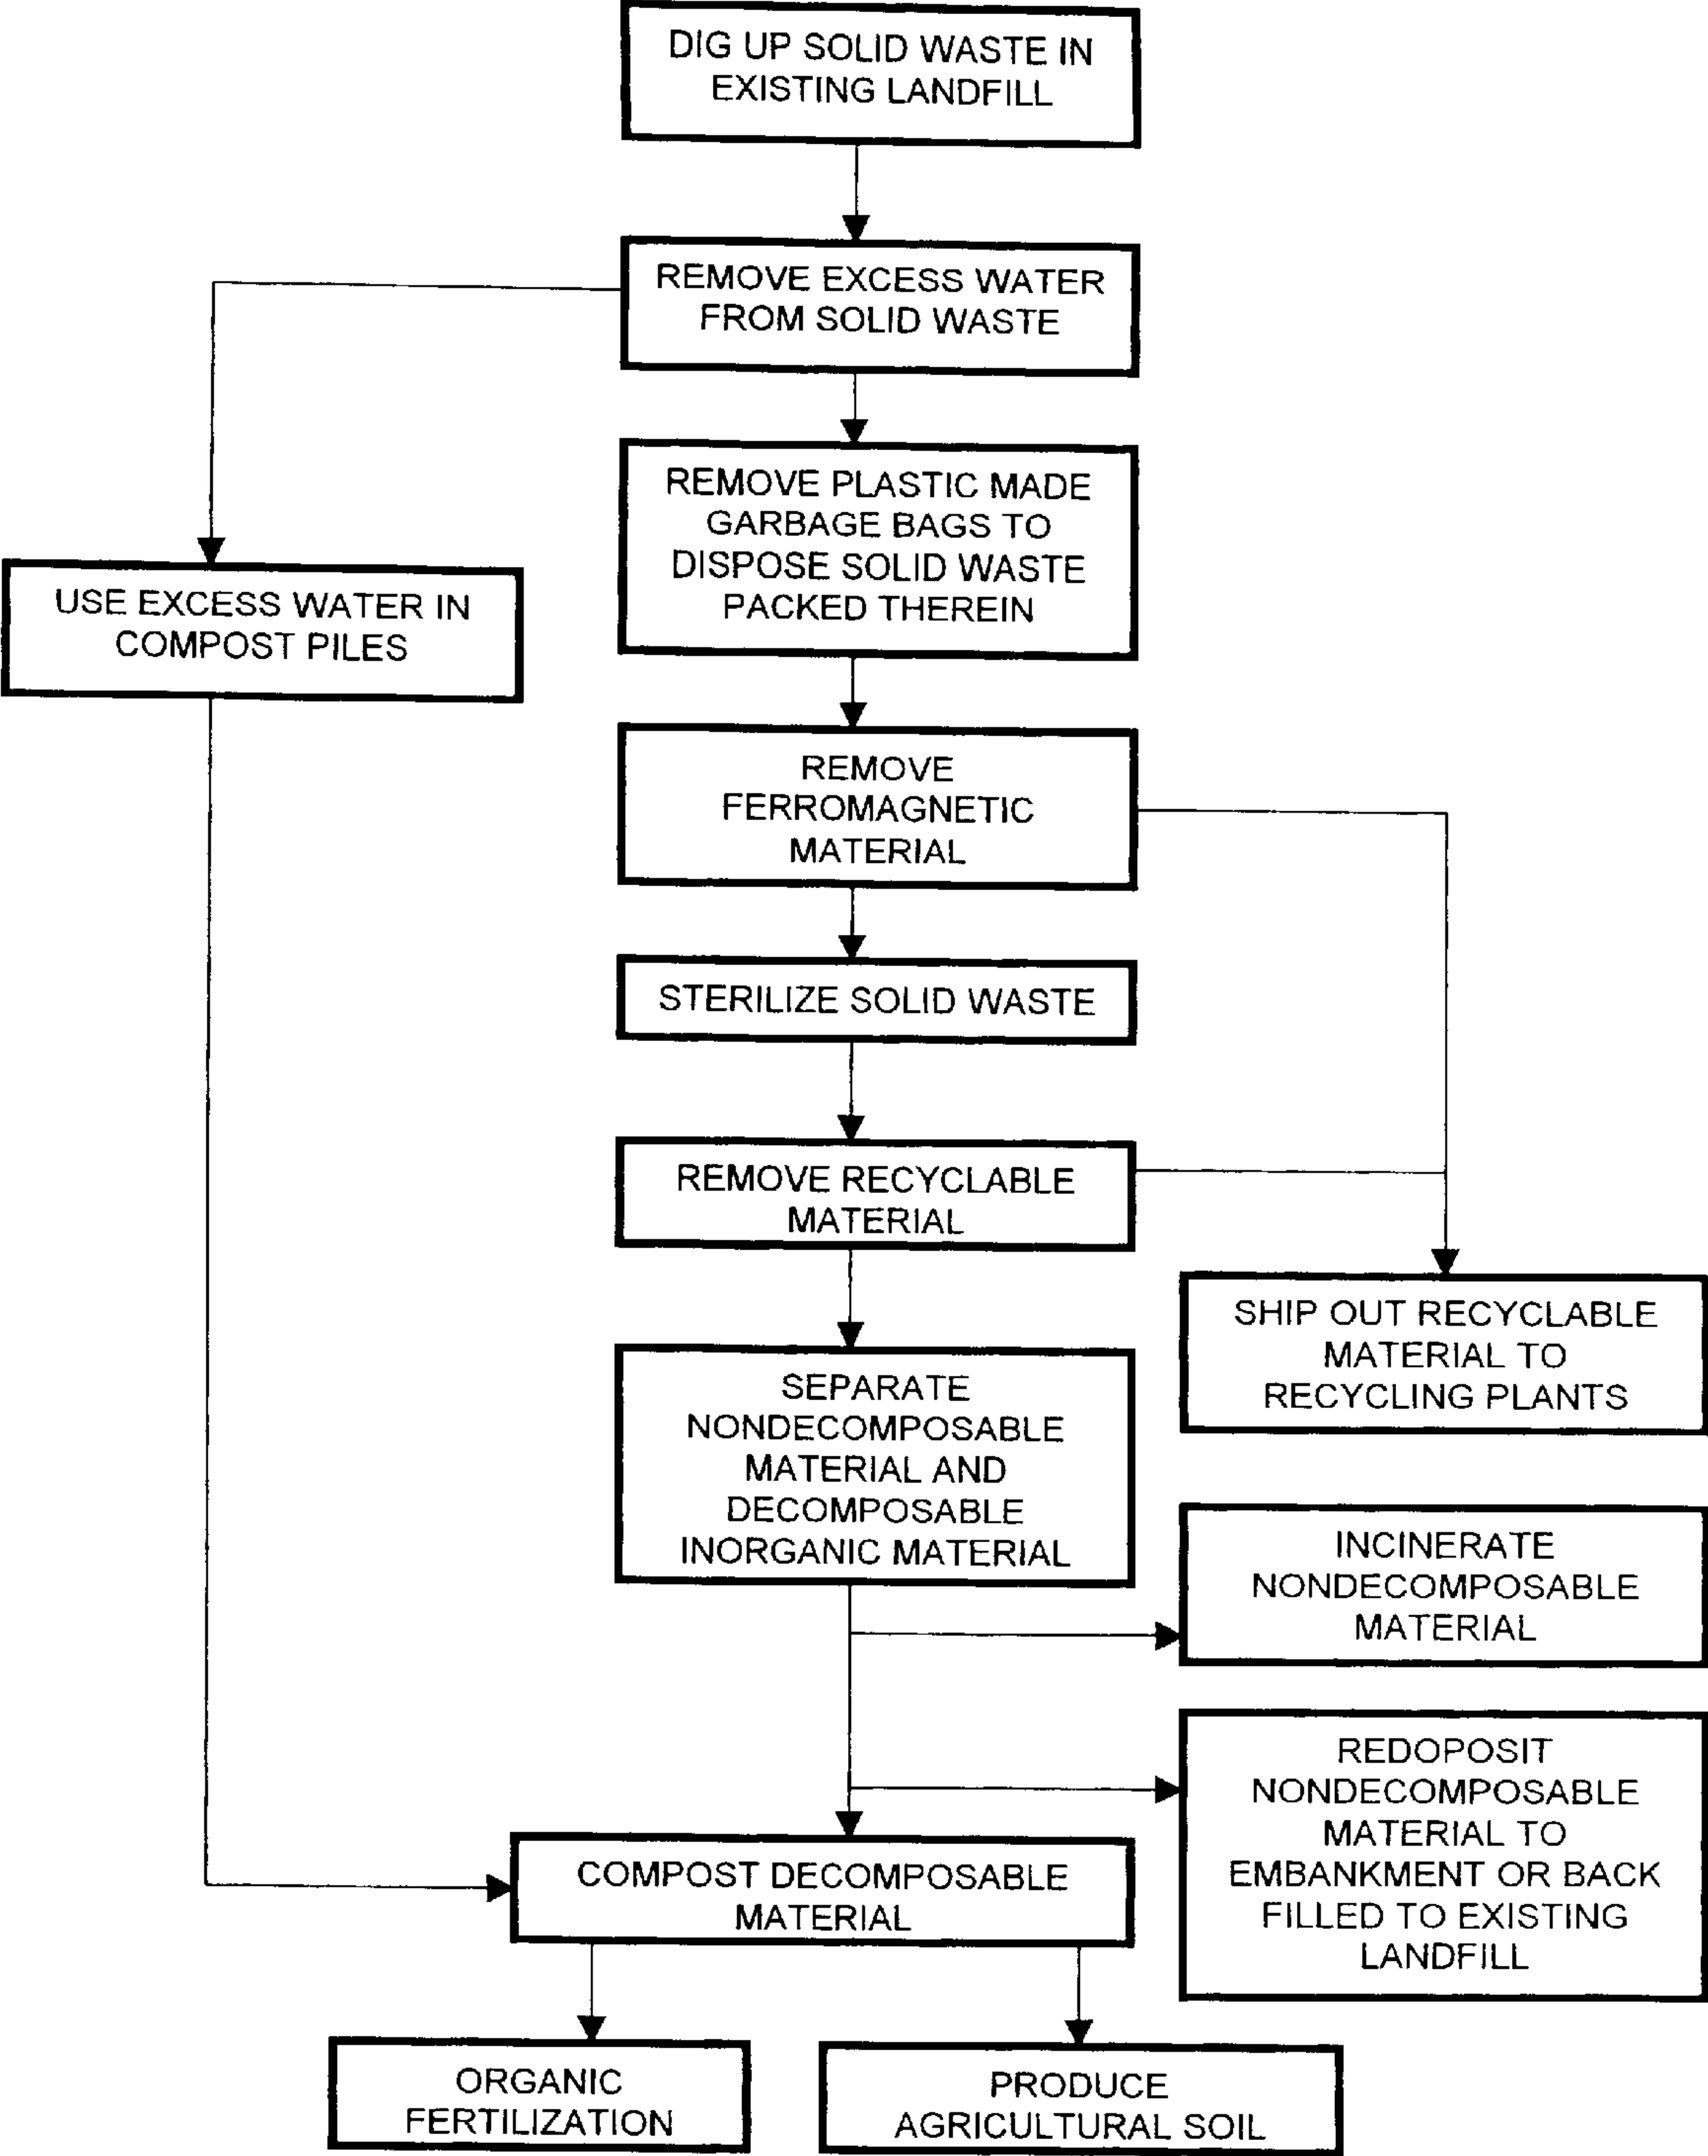 DIG UP SOLID WASTE IN
EXISTING LANDFILL
REMOVE EXCESS WATER
FROM SOLID WASTE
REMOVE PLASTIC MADE
GARBAGE BAGS TO
DISPOSE SOLID WASTE
PACKED THEREIN
USE EXCESS WATER IN
COMPOST PILES
REMOVE
FERROMAGNETIC
MATERIAL
STERILIZE SOLID WASTE
REMOVE RECYCLABLE
MATERIAL
SHIP OUT RECYCLABLE
MATERIAL TO
RECYCLING PLANTS
SEPARATE
NONDECOMPOSABLE
MATERIAL AND
DECOMPOSABLE
INORGANIC MATERIAL
INCINERATE
NONDECOMPOSABLE
MATERIAL
REDOPOSIT
NONDECOMPOSABLE
MATERIAL TO
EMBANKMENT OR BACK
FILLED TO EXISTING
LANDFILL
COMPOST DECOMPOSABLE
MATERIAL
ORGANIC
FERTILIZATION
PRODUCE
AGRICULTURAL SOIL